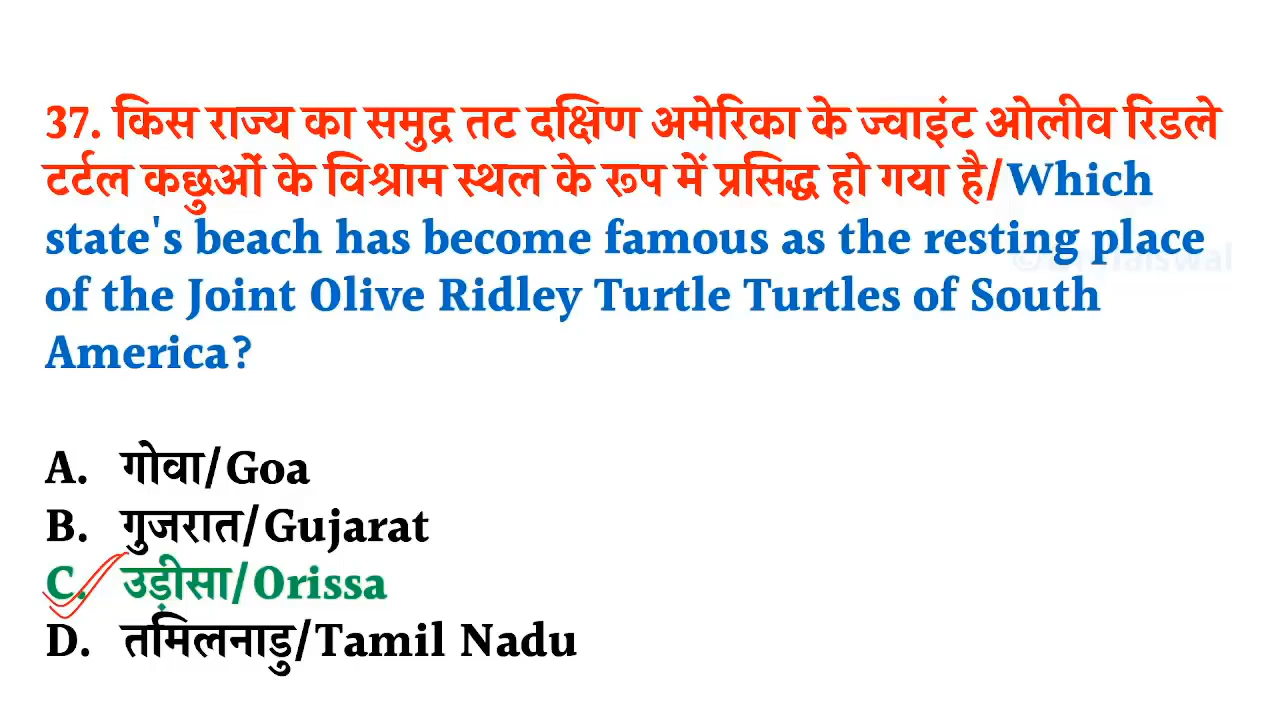 37. किस राज्य का समुद्र तट दक्षिण अमेरिका के ज्वाइंट ओलीव रिडले
टर्टल कछुओं के विश्राम स्थल के रूप में प्रसिद्ध हो गया है/Which
state's beach has become famous as the resting place
of the Joint Olive Ridley Turtle Turtles of South
America?
A. गोवा/Goa
B. गुजरात/Gujarat
C. उड़ीसा/Orissa
D. तमिलनाडु/Tamil Nadu